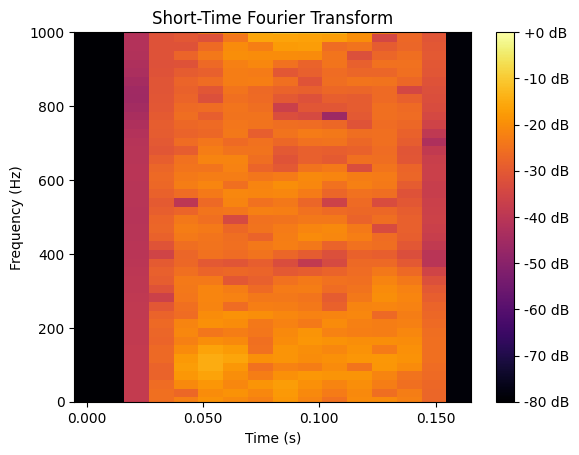 Short-Time Fourier Transform
1000
800
600
400
200
0
Frequency (Hz)
0.000
0.050
0.100
0.150
Time (s)
+0 dB
-10 dB
-20 dB
-30 dB
-40 dB
-50 dB
-60 dB
-70 dB
-80 dB